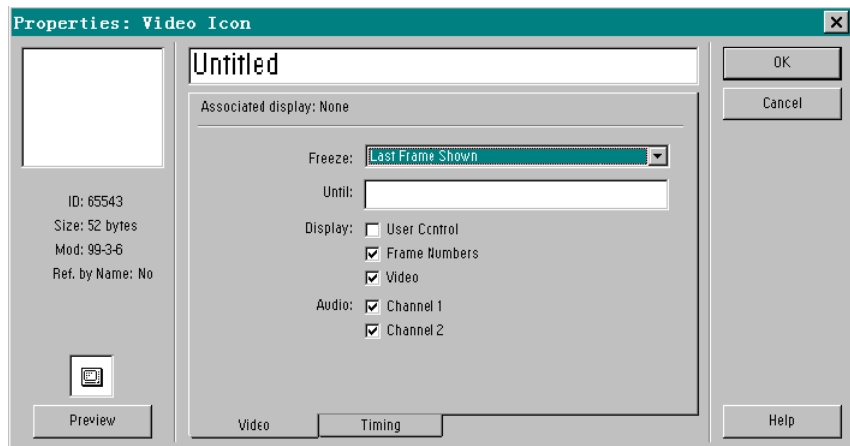 Properties: Video Icon
Untitled
OK
Cancel
Associated display: None
Freeze: Last Frame Shown
Until:
Display: User Control
Frame Numbers
Video
Audio: Channel 1
Channel 2
ID: 65543
Size: 52 bytes
Mod: 99-3-6
Ref. by Name: No
Preview
Video
Timing
Help